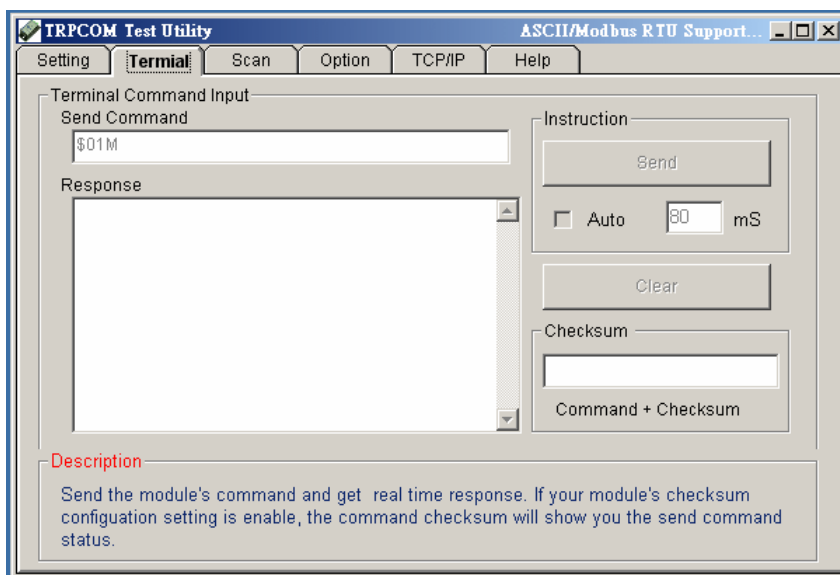 TRPCOM Test Utility ASCII/Modbus RTU Support...
Setting Termial Scan Option TCP/IP Help
Terminal Command Input
Send Command
$01M
Response
Instruction
Send
Auto 80 mS
Clear
Checksum
Command + Checksum
Description
Send the module's command and get real time response. If your module's checksum
configuation setting is enable, the command checksum will show you the send command
status.